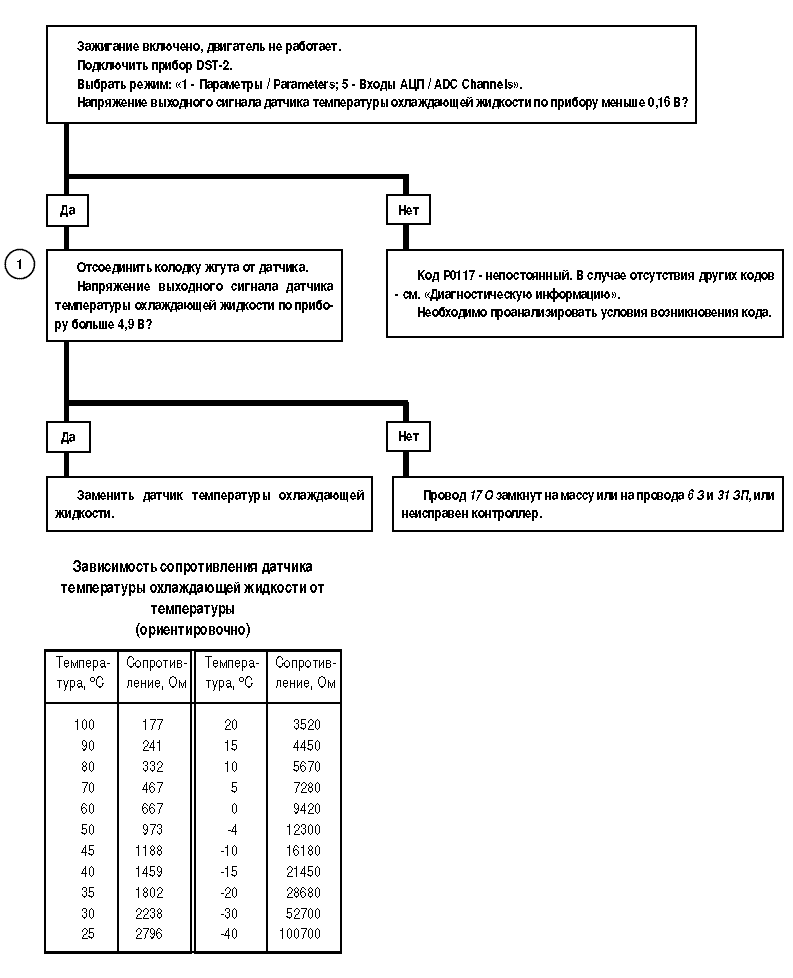 Зажигание включено, двигатель не работает.
Подключить прибор DST-2.
Выбрать режим: «1 - Параметры / Parameters; 5 - Входы АЦП / ADC Channels».
Напряжение выходного сигнала датчика температуры охлаждающей жидкости по прибору меньше 0,16 В?
Да
Нет
1
Отсоединить колодку жгута от датчика.
Напряжение выходного сигнала датчика
температуры охлаждающей жидкости по прибо-
ру больше 4,9 В?
Код P0117 - непостоянный. В случае отсутствия других кодов
- см. «Диагностическую информацию».
Необходимо проанализировать условия возникновения кода.
Да
Нет
Заменить датчик температуры охлаждающей
жидкости.
Провод 17 О замкнут на массу или на провода 6 З и 31 ЗП, или
неисправен контроллер.
Зависимость сопротивления датчика
температуры охлаждающей жидкости от
температуры
(ориентировочно)
Темпера- Сопротив- Темпера- Сопротив-
тура, °С ление, Ом тура, °С ление, Ом
100 177 20 3520
90 241 15 4450
80 332 10 5670
70 467 5 7280
60 667 0 9420
50 973 -4 12300
45 1188 -10 16180
40 1459 -15 21450
35 1802 -20 28680
30 2238 -30 52700
25 2796 -40 100700